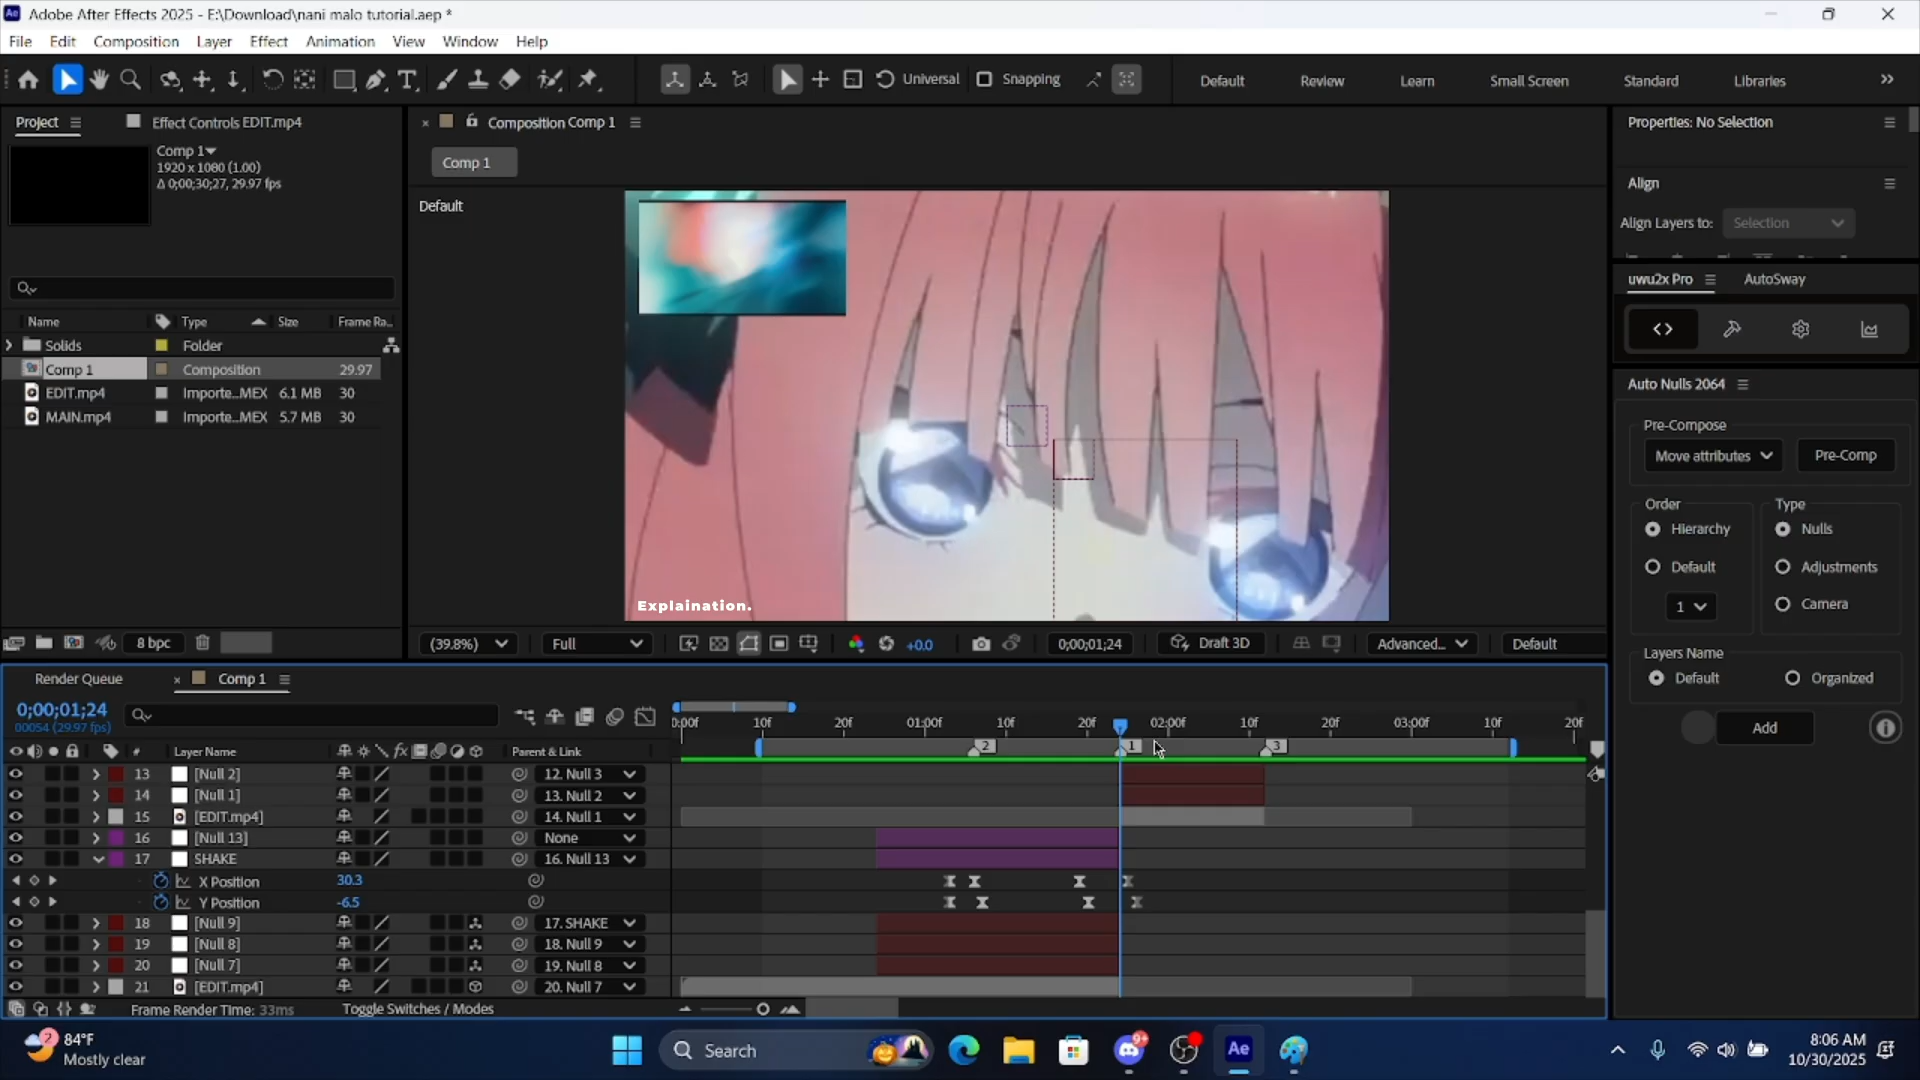 Adobe After Effects 2025 - E:\Download\nani malo tutorial.aep *
File Edit Composition Layer Effect Animation View Window Help
Universal Snapping Default Review Learn Small Screen Standard Libraries
Project Effect Controls EDIT.mp4
Comp 1
1920 x 1080 (1.00)
Δ 0;00;30;27, 29.97 fps
Name Type Size Frame Ra...
Solids Folder
Comp 1 Composition 29.97
EDIT.mp4 Importe...MEX 6.1 MB 30
MAIN.mp4 Importe...MEX 5.7 MB 30
8 bpc
Composition Comp 1
Comp 1
Default
Explaination.
(39.8%) Full +0.0 0;00;01;24 Draft 3D Advanced... Default
Properties: No Selection
Align
Align Layers to: Selection
uwu2x Pro AutoSway
Auto Nulls 2064
Pre-Compose
Move attributes Pre-Comp
Order Type
Hierarchy Nulls
Default Adjustments
1 Camera
Layers Name
Default Organized
Add
Render Queue Comp 1
0;00;01;24
00054 (29.97 fps)
0:00f 10f 20f 01:00f 10f 20f 02:00f 10f 20f 03:00f 10f 20f
# Layer Name Parent & Link 2 1 3
13 [Null 2] 12. Null 3
14 [Null 1] 13. Null 2
15 [EDIT.mp4] 14. Null 1
16 [Null 13] None
17 SHAKE 16. Null 13
X Position 30.3
Y Position -6.5
18 [Null 9] 17. SHAKE
19 [Null 8] 18. Null 9
20 [Null 7] 19. Null 8
21 [EDIT.mp4] 20. Null 7
Frame Render Time: 33ms Toggle Switches / Modes
2 84°F
Mostly clear
Search
9+
Ae
8:06 AM
10/30/2025